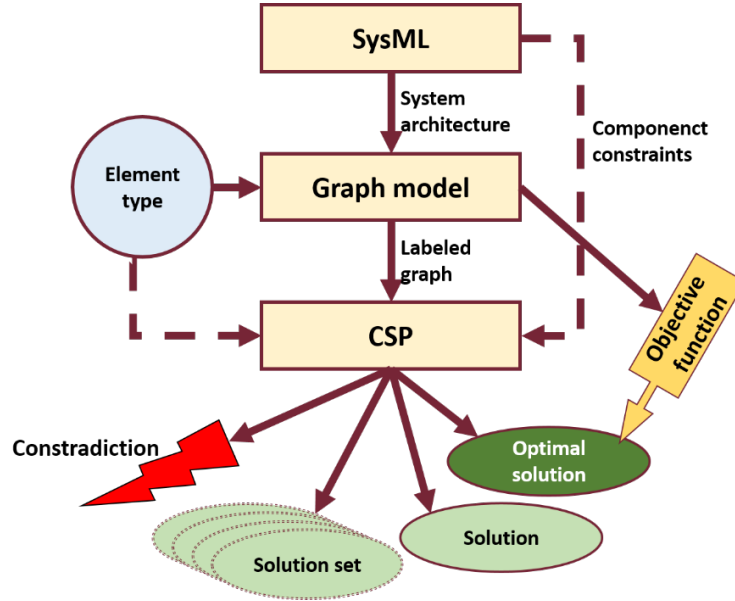 SysML
System
architecture
Componenct
constraints
Element
type
Graph model
Labeled
graph
Objective
function
CSP
Constradiction
Optimal
solution
Solution
Solution set